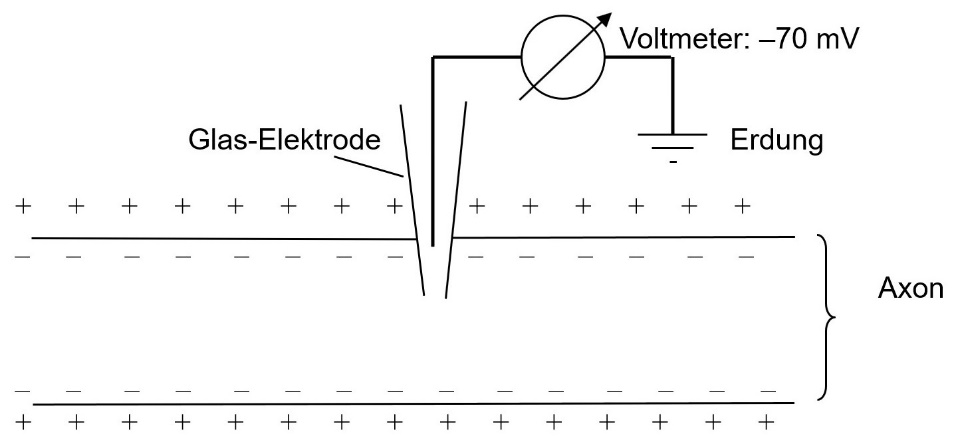 Voltmeter: –70 mV
Glas-Elektrode
Erdung
+ + + + + + + + + + + + + +
– – – – – – – – – – – – – –
Axon
– – – – – – – – – – – – – – –
+ + + + + + + + + + + + + + +